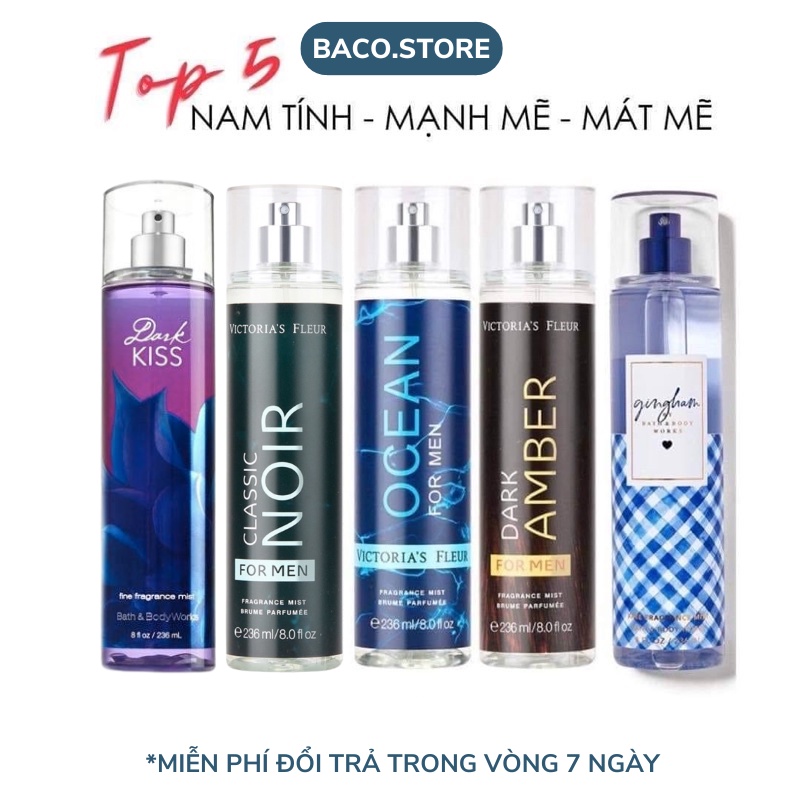 Top 5
BACO.STORE
NAM TÍNH - MẠNH MẼ - MÁT MẼ
Dark
KISS
fine fragrance mist
Bath & Body Works
8 fl oz / 236 mL
VICTORIA'S FLEUR
CLASSIC
NOIR
FOR MEN
FRAGRANCE MIST
BRUME PARFUMÉE
e 236 ml/8.0 fl oz
OCEAN
FOR MEN
VICTORIA'S FLEUR
FRAGRANCE MIST
BRUME PARFUMÉE
e 236 ml/8.0 fl oz
VICTORIA'S FLEUR
DARK
AMBER
FOR MEN
FRAGRANCE MIST
BRUME PARFUMÉE
e 236 ml/8.0 fl oz
gingham
BATH & BODY
WORKS
*MIỄN PHÍ ĐỔI TRẢ TRONG VÒNG 7 NGÀY